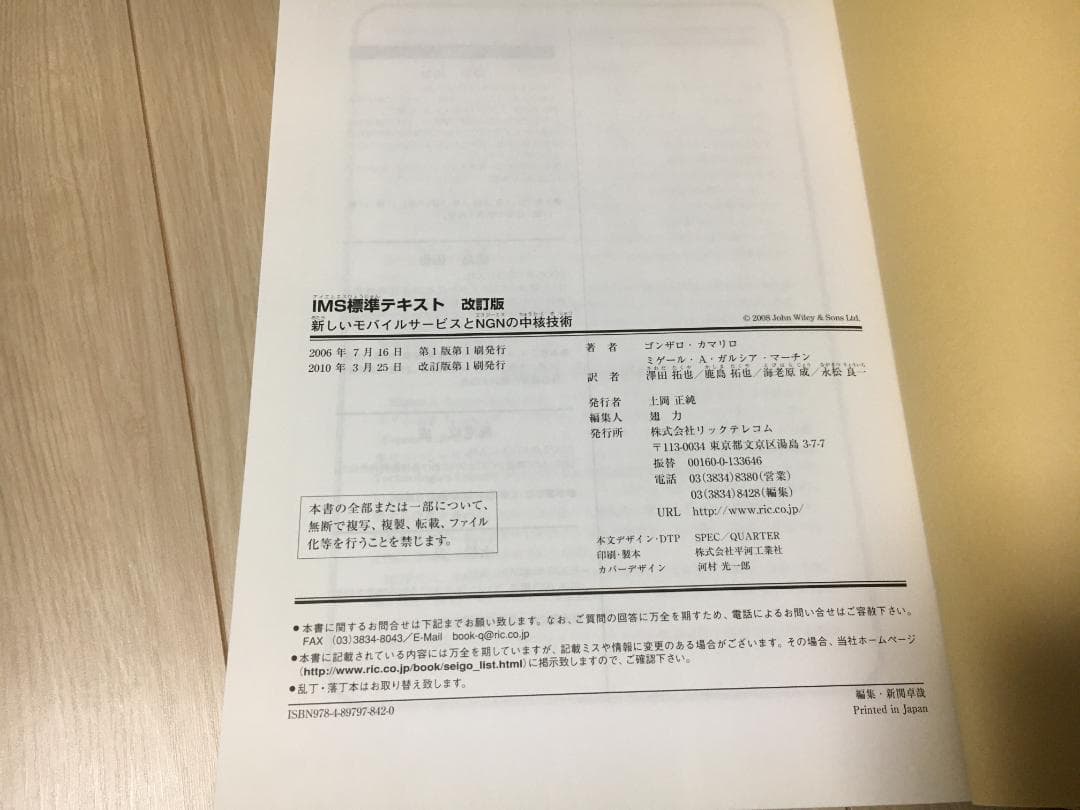 アイエムエスひょうじゅん
IMS標準テキスト 改訂版
新しいモバイルサービスとNGNの中核技術
© 2008 John Wiley & Sons Ltd.
2006 年 7 月 16 日 第 1 版第 1 刷発行
2010 年 3 月 25 日 改訂版第 1 刷発行
著 者 ゴンザロ・カマリロ
ミゲール・A・ガルシア・マーチン
訳 者 澤田 拓也/鹿島 拓也/海老原 成/永松 良一
発行者 土岡 正純
編集人 翅 力
発行所 株式会社リックテレコム
〒113-0034 東京都文京区湯島 3-7-7
振替 00160-0-133646
電話 03(3834)8380(営業)
03(3834)8428(編集)
URL http://www.ric.co.jp/
本書の全部または一部について、
無断で複写、複製、転載、ファイル
化等を行うことを禁じます。
本文デザイン・DTP SPEC/QUARTER
印刷・製本 株式会社平河工業社
カバーデザイン 河村 光一郎
●本書に関するお問合せは下記までお願い致します。なお、ご質問の回答に万全を期すため、電話によるお問い合せはご容赦下さい。
FAX (03)3834-8043/E-Mail book-q@ric.co.jp
●本書に記載されている内容には万全を期していますが、記載ミスや情報に変更のある場合がございます。その場合、当社ホームページ
(http://www.ric.co.jp/book/seigo_list.html)に掲示致しますので、ご確認下さい。
●乱丁・落丁本はお取り替え致します。
ISBN978-4-89797-842-0
編集・新関卓哉
Printed in Japan